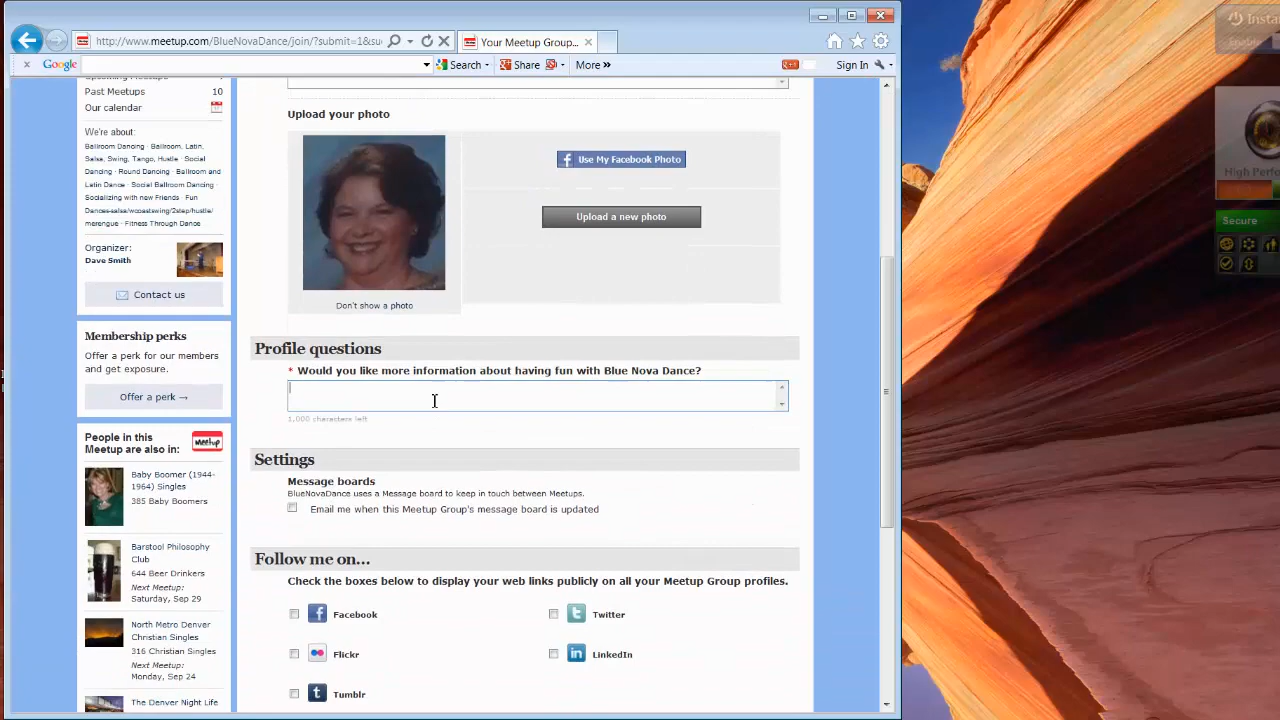 http://www.meetup.com/BlueNovaDance/join/?submit=1&su
Your Meetup Group...
Google
Search
Share
More »
Sign In
Past Meetups 10
Our calendar
We're about:
Ballroom Dancing · Ballroom, Latin,
Salsa, Swing, Tango, Hustle · Social
Dancing · Round Dancing · Ballroom and
Latin Dance · Social Ballroom Dancing ·
Socializing with new Friends · Fun
Dances-salsa/wcoastswing/2step/hustle/
merengue · Fitness Through Dance
Organizer:
Dave Smith
Contact us
Membership perks
Offer a perk for our members
and get exposure.
Offer a perk →
People in this
Meetup are also in:
Meetup
Baby Boomer (1944-
1964) Singles
385 Baby Boomers
Barstool Philosophy
Club
644 Beer Drinkers
Next Meetup:
Saturday, Sep 29
North Metro Denver
Christian Singles
316 Christian Singles
Next Meetup:
Monday, Sep 24
The Denver Night Life
Upload your photo
Use My Facebook Photo
Upload a new photo
Don't show a photo
Profile questions
* Would you like more information about having fun with Blue Nova Dance?
1,000 characters left
Settings
Message boards
BlueNovaDance uses a Message board to keep in touch between Meetups.
Email me when this Meetup Group's message board is updated
Follow me on...
Check the boxes below to display your web links publicly on all your Meetup Group profiles.
Facebook
Twitter
Flickr
LinkedIn
Tumblr
Insta
Enable
High Perfo
Secure